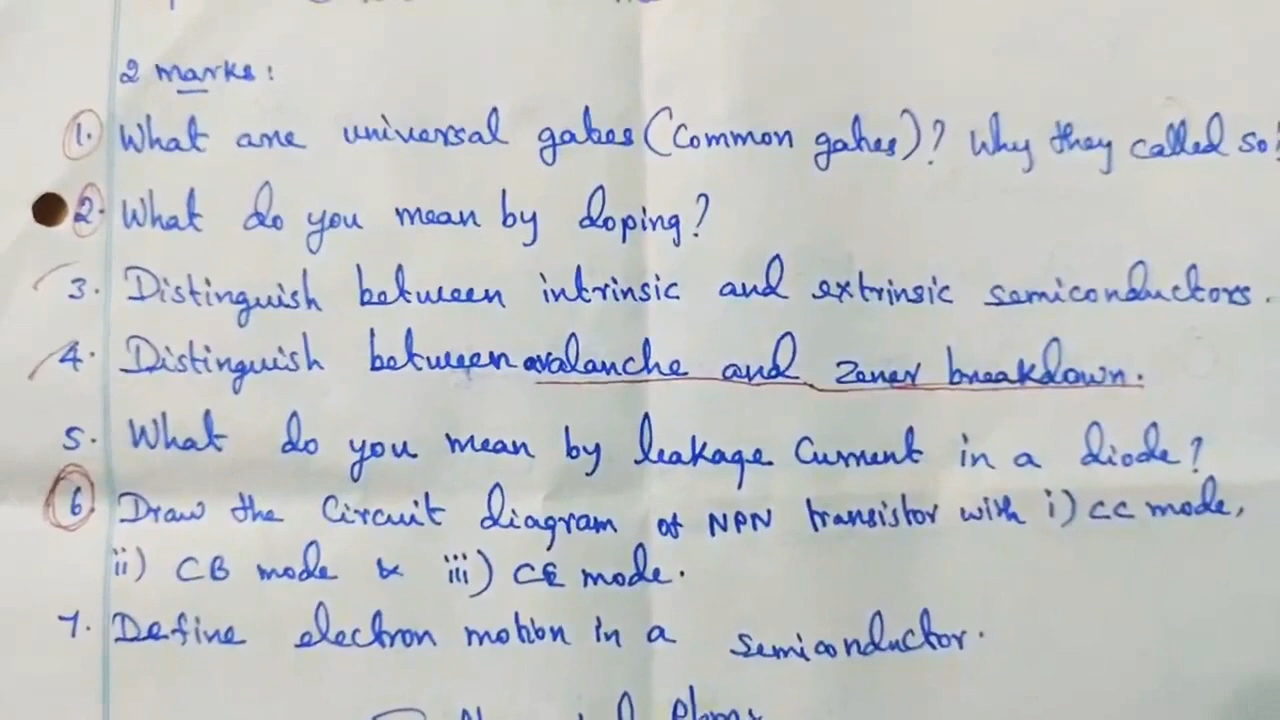 2 marks:
1. What are universal gates (Common gates)? Why they called so?
2. What do you mean by doping?
3. Distinguish between intrinsic and extrinsic semiconductors.
4. Distinguish between avalanche and zener breakdown.
5. What do you mean by leakage Current in a diode?
6 Draw the Circuit diagram of NPN transistor with i) CC mode,
ii) CB mode & iii) CE mode.
7. Define electron motion in a semiconductor.